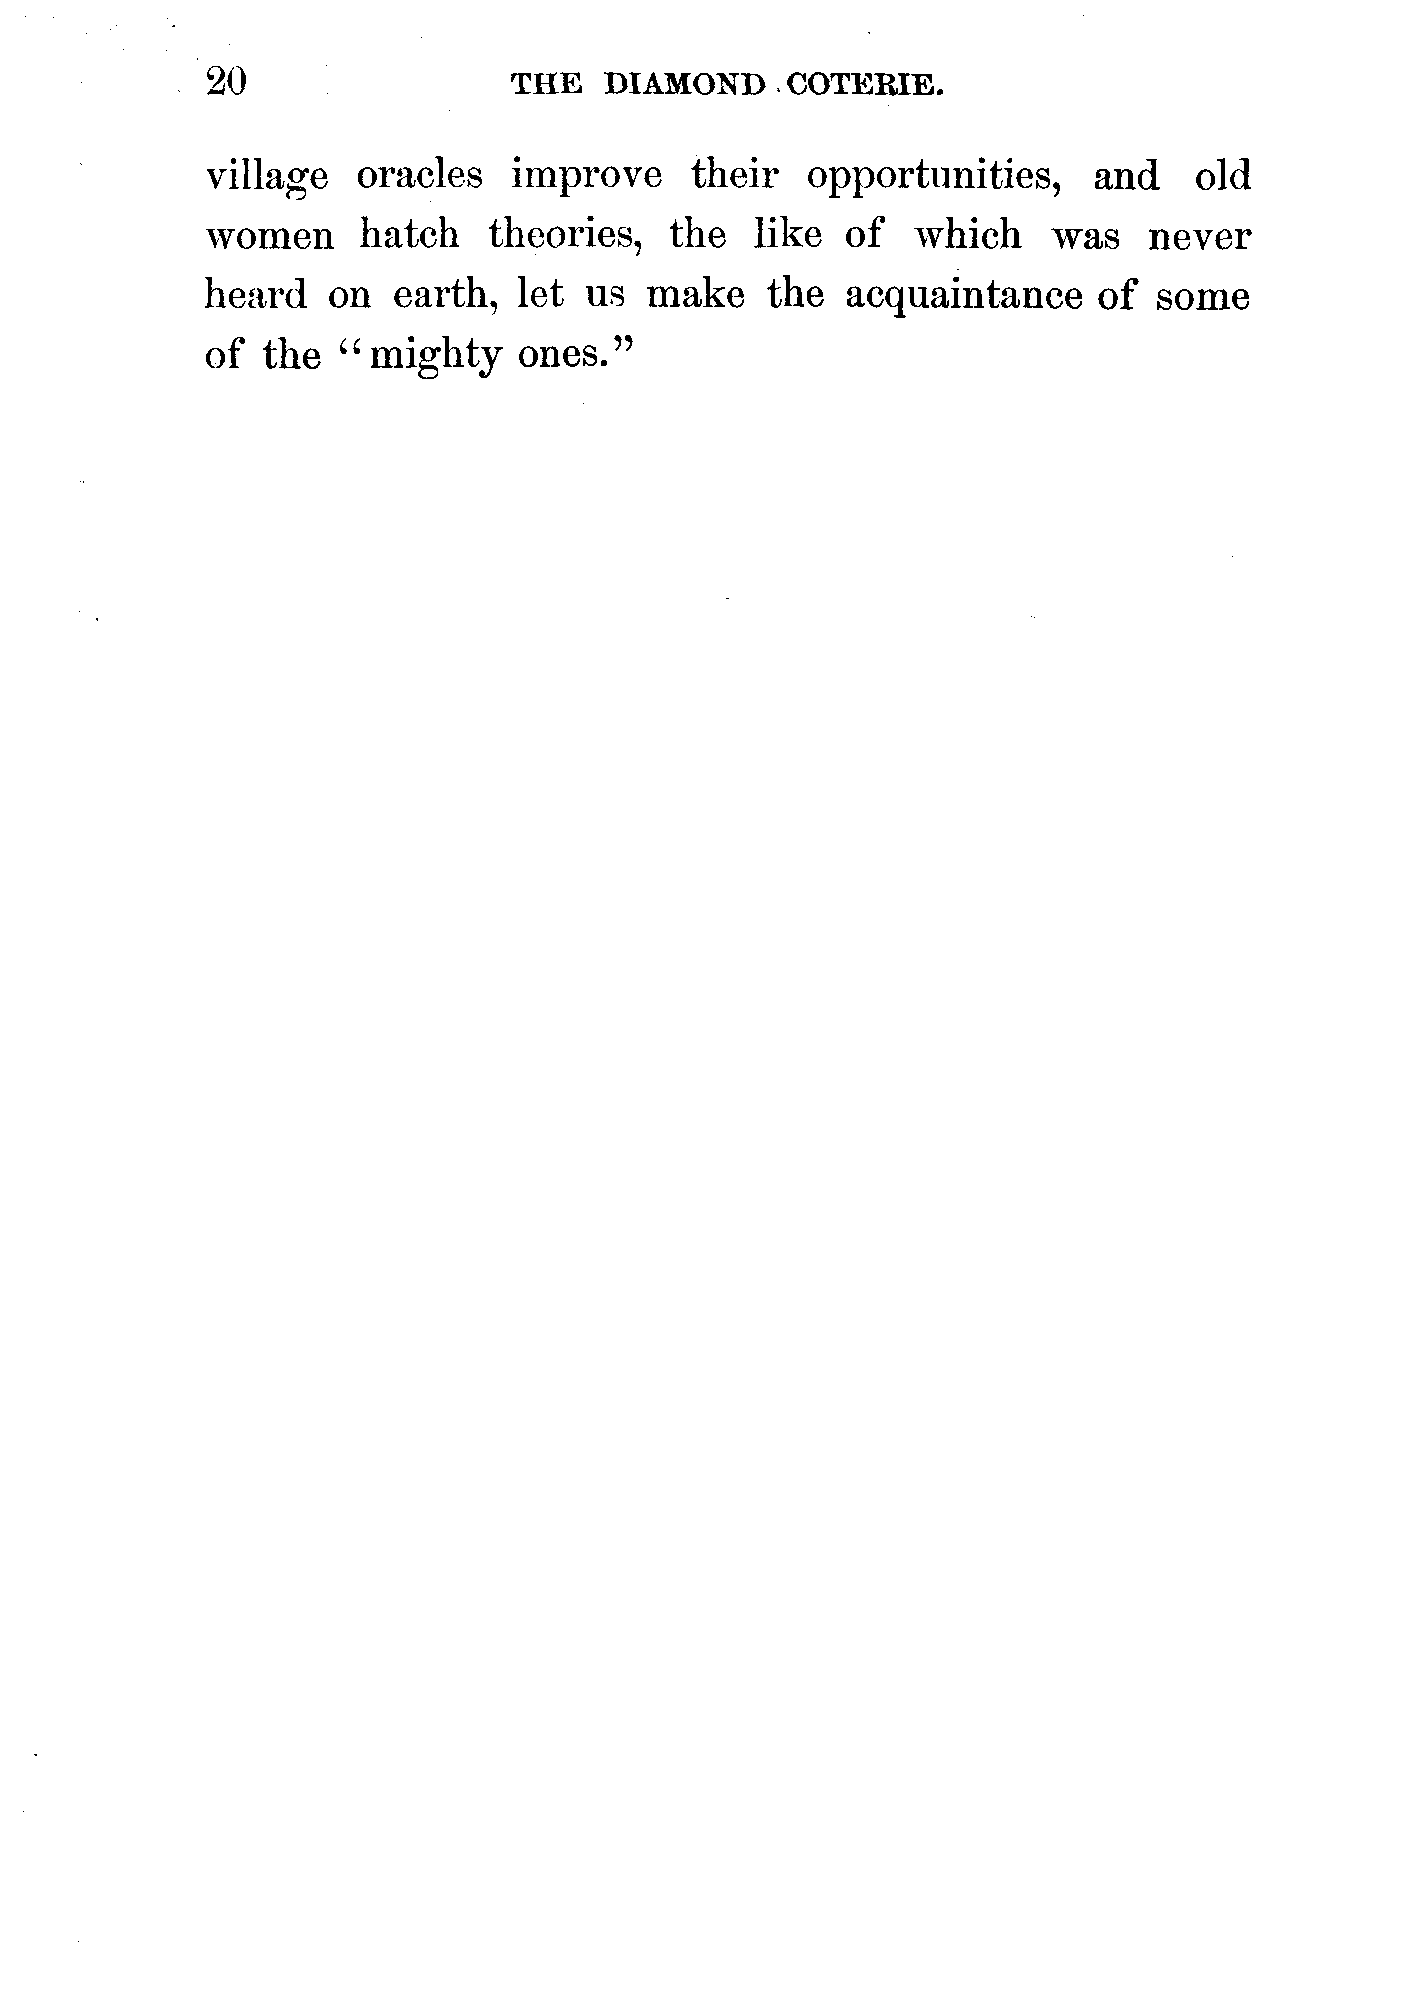 20 THE DIAMOND COTERIE.
village oracles improve their opportunities, and old
women hatch theories, the like of which was never
heard on earth, let us make the acquaintance of some
of the “mighty ones.”